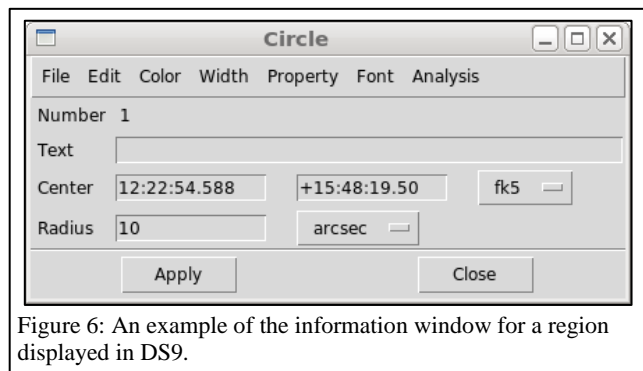 Circle
File Edit Color Width Property Font Analysis
Number 1
Text
Center 12:22:54.588 +15:48:19.50 fk5
Radius 10 arcsec
Apply Close
Figure 6: An example of the information window for a region
displayed in DS9.